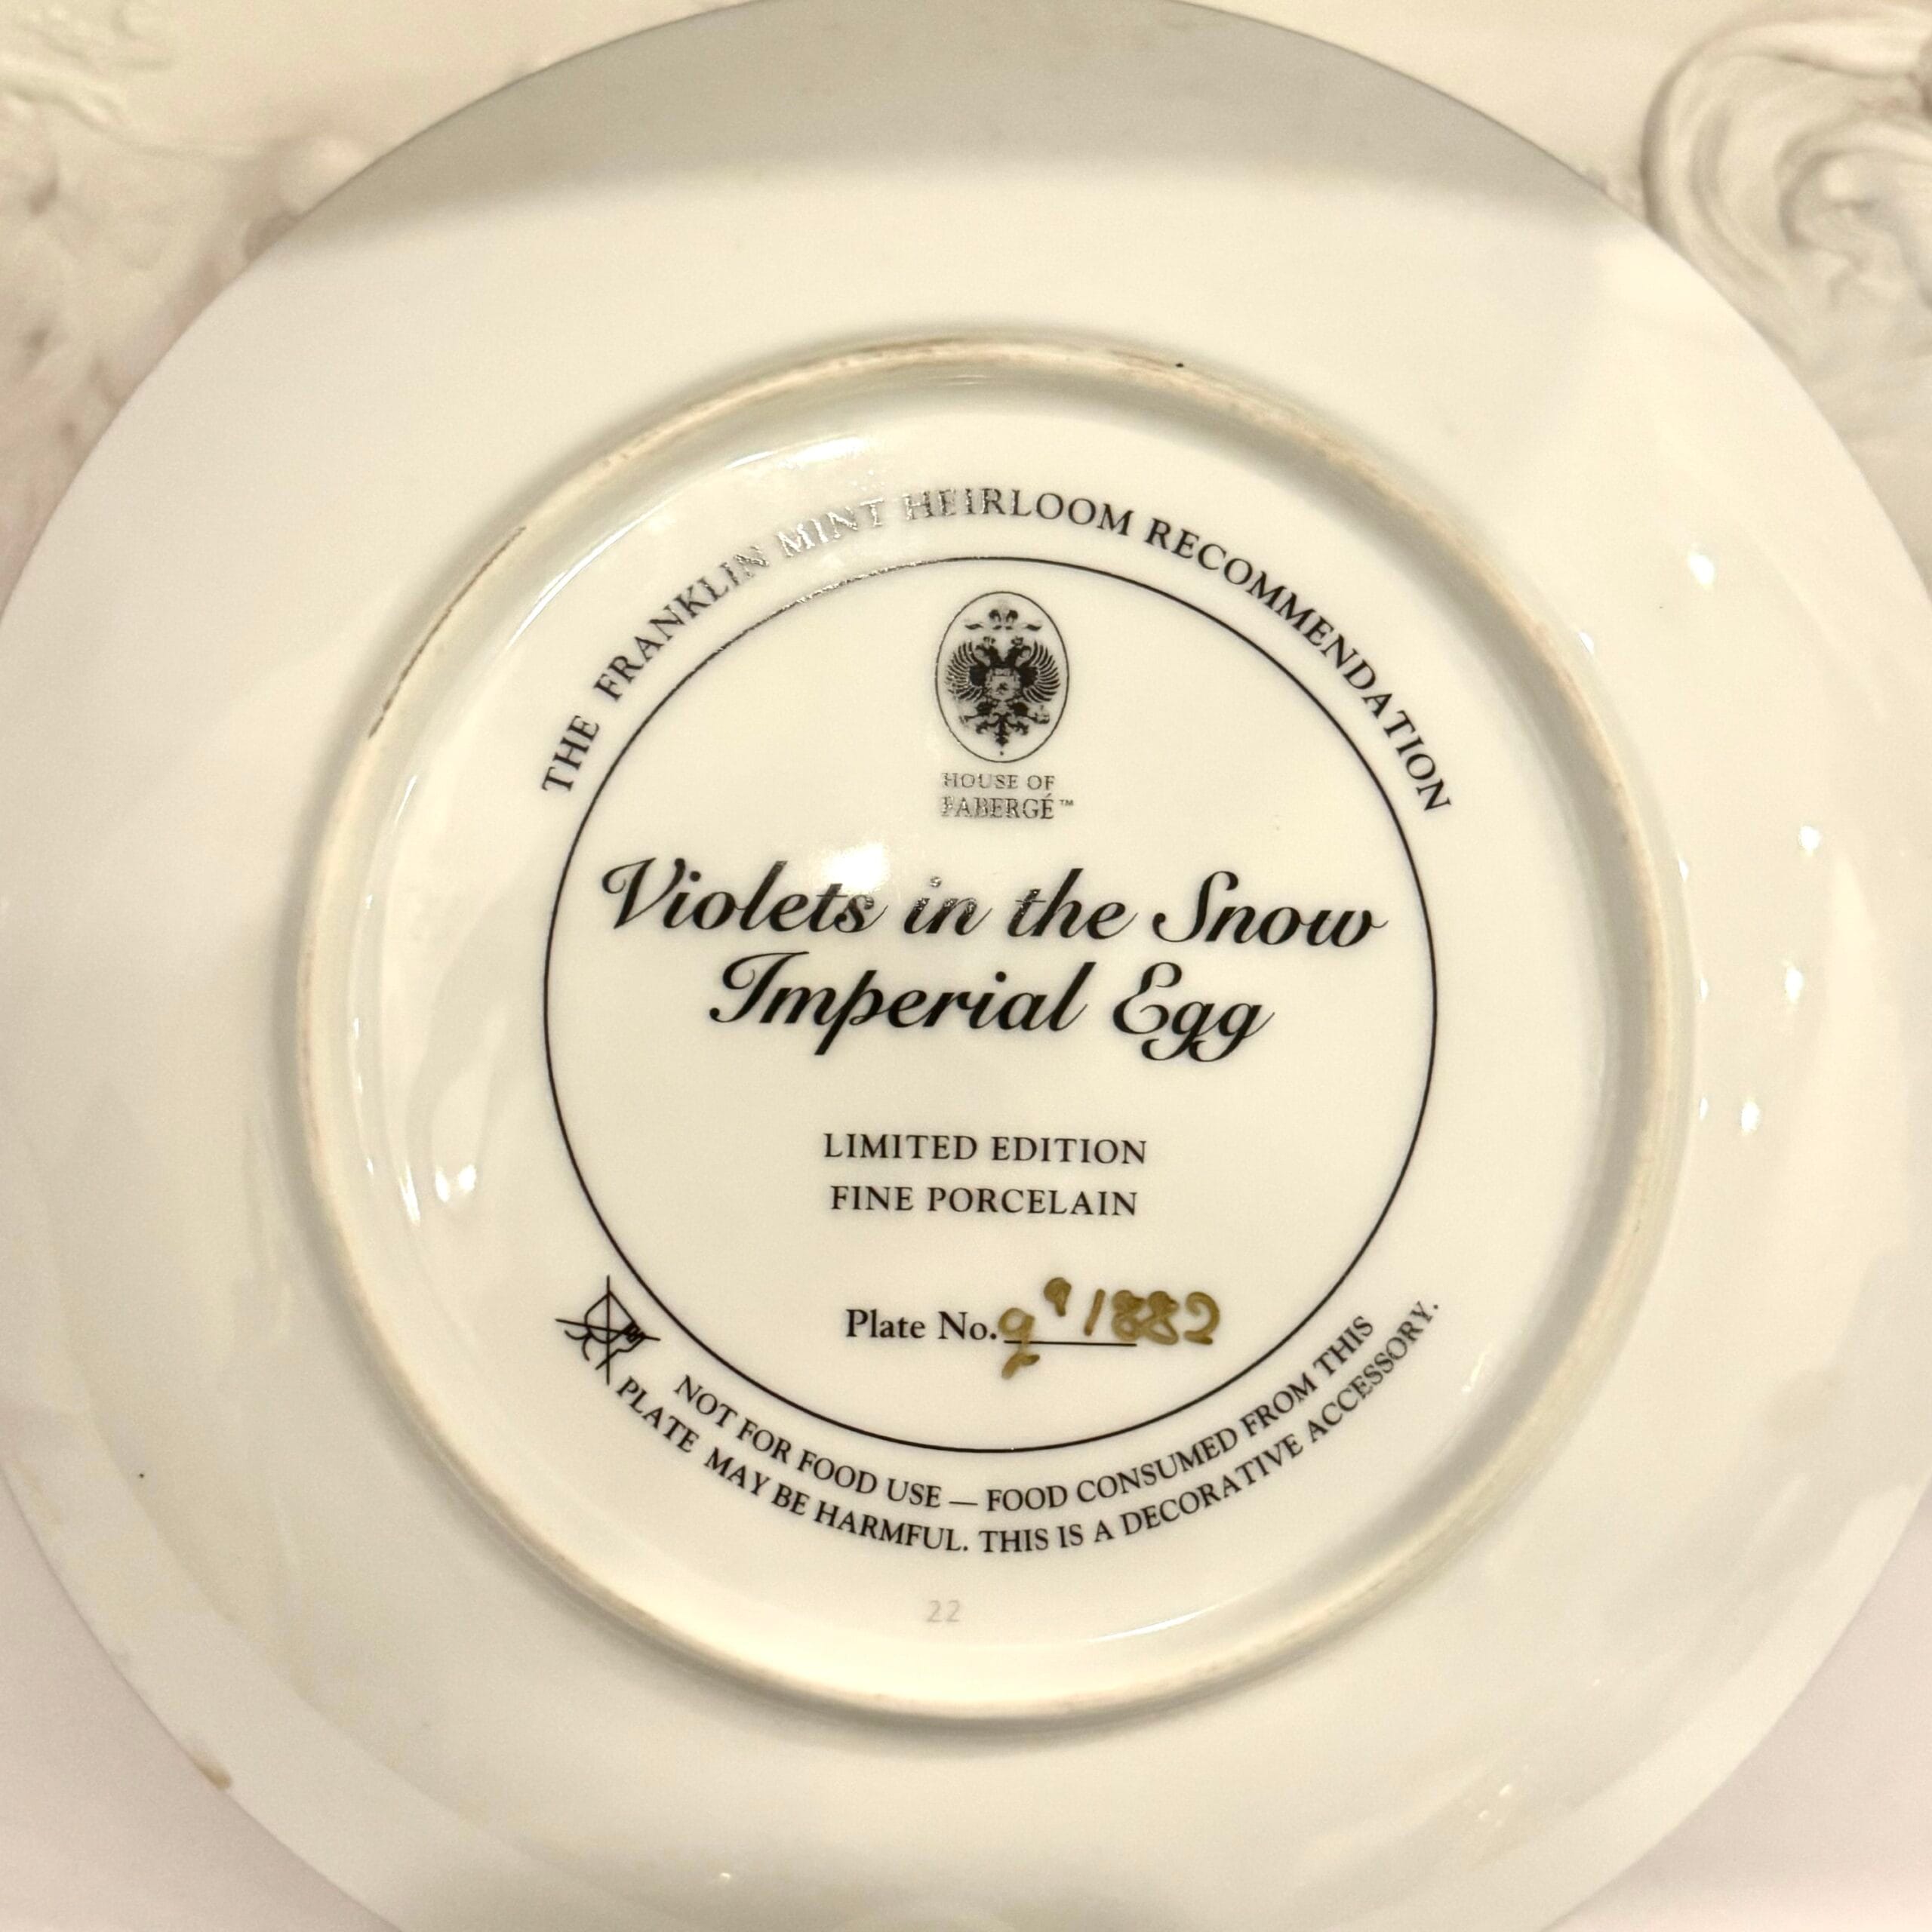 THE FRANKLIN MINT HEIRLOOM RECOMMENDATION
HOUSE OF
FABERGÉ™
Violets in the Snow
Imperial Egg
LIMITED EDITION
FINE PORCELAIN
Plate No.
NOT FOR FOOD USE — FOOD CONSUMED FROM THIS
PLATE MAY BE HARMFUL. THIS IS A DECORATIVE ACCESSORY.
22